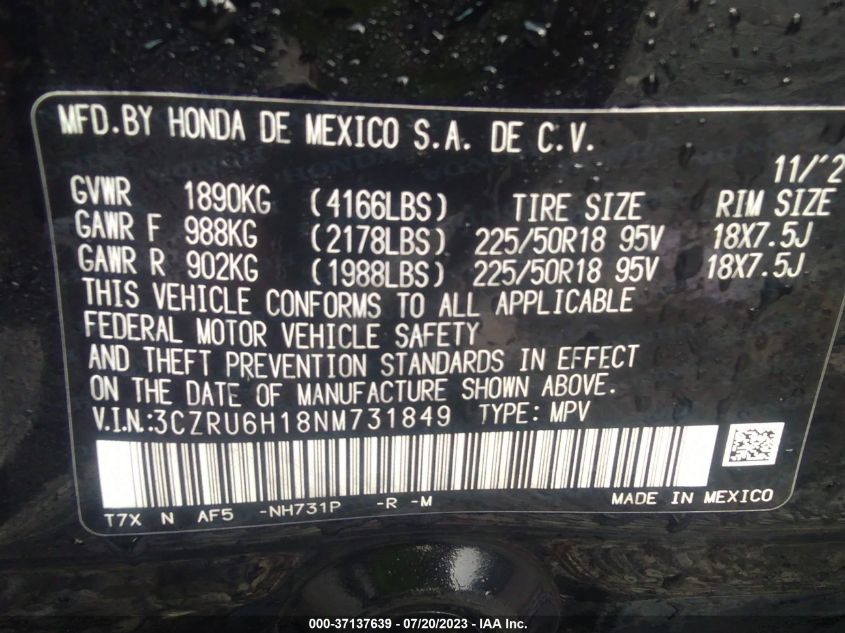 MFD.BY HONDA DE MEXICO S.A. DE C.V.
11/'2
GVWR 1890KG (4166LBS) TIRE SIZE RIM SIZE
GAWR F 988KG (2178LBS) 225/50R18 95V 18X7.5J
GAWR R 902KG (1988LBS) 225/50R18 95V 18X7.5J
THIS VEHICLE CONFORMS TO ALL APPLICABLE
FEDERAL MOTOR VEHICLE SAFETY
AND THEFT PREVENTION STANDARDS IN EFFECT
ON THE DATE OF MANUFACTURE SHOWN ABOVE.
V.I.N.:3CZRU6H18NM731849 TYPE: MPV
T7X N AF5 -NH731P -R -M MADE IN MEXICO
000-37137639 - 07/20/2023 - IAA Inc.